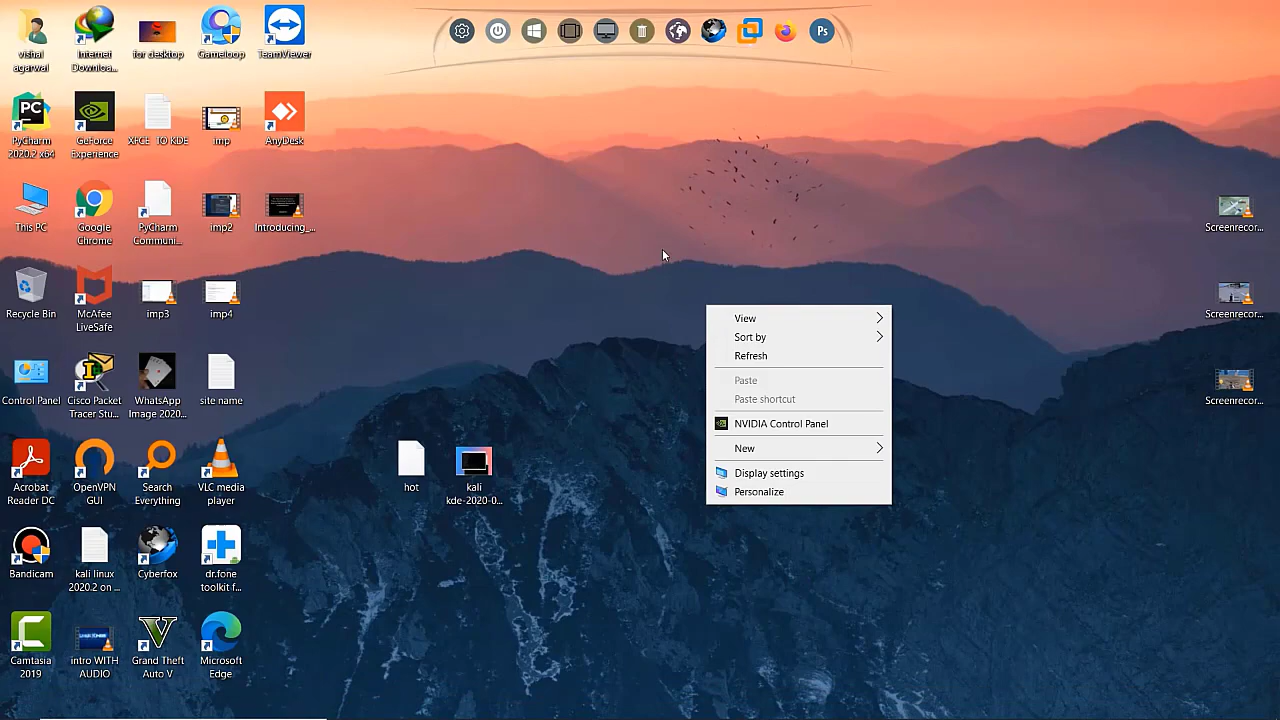 vishal
agarwal
Internet
Downloa...
for desktop
Gameloop
TeamViewer
Ps
PC
PyCharm
2020.2 x64
GeForce
Experience
XFCE TO KDE
imp
AnyDesk
This PC
Google
Chrome
PyCharm
Communi...
imp2
Introducing_...
Screenrecor...
Recycle Bin
McAfee
LiveSafe
imp3
imp4
Screenrecor...
Control Panel
Cisco Packet
Tracer Stu...
WhatsApp
Image 2020...
site name
Screenrecor...
Acrobat
Reader DC
OpenVPN
GUI
Search
Everything
VLC media
player
hot
kali
kde-2020-0...
Bandicam
kali linux
2020.2 on ...
Cyberfox
dr.fone
toolkit f...
Camtasia
2019
intro WITH
AUDIO
Grand Theft
Auto V
Microsoft
Edge
View
Sort by
Refresh
Paste
Paste shortcut
NVIDIA Control Panel
New
Display settings
Personalize